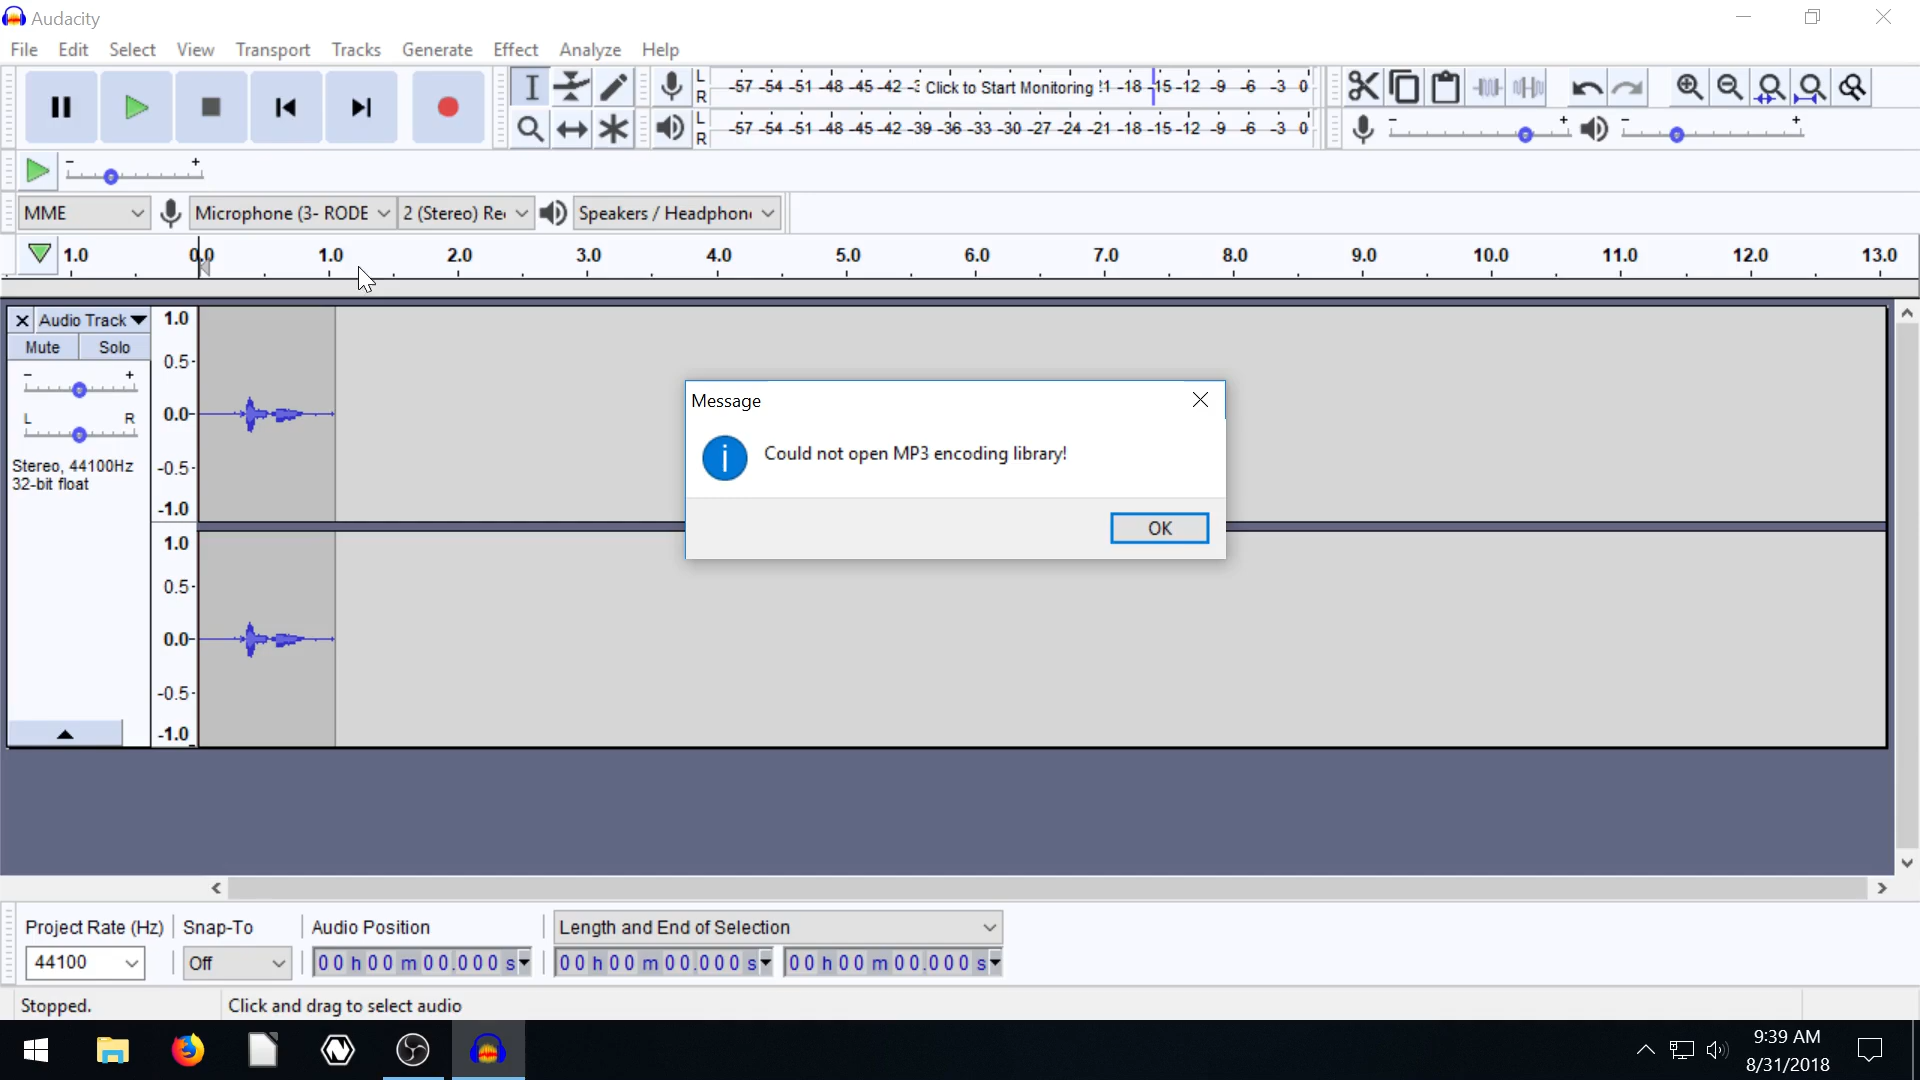 Audacity
File Edit Select View Transport Tracks Generate Effect Analyze Help
L R -57 -54 -51 -48 -45 -42 Click to Start Monitoring -18 -15 -12 -9 -6 -3 0
L R -57 -54 -51 -48 -45 -42 -39 -36 -33 -30 -27 -24 -21 -18 -15 -12 -9 -6 -3 0
- +
- +
- +
MME Microphone (3- RODE 2 (Stereo) Rec Speakers / Headphon
1.0 0.0 1.0 2.0 3.0 4.0 5.0 6.0 7.0 8.0 9.0 10.0 11.0 12.0 13.0
Audio Track
Mute Solo
- +
L R
Stereo, 44100Hz
32-bit float
1.0
0.5
0.0
-0.5
-1.0
1.0
0.5
0.0
-0.5
-1.0
Message
Could not open MP3 encoding library!
OK
Project Rate (Hz) Snap-To Audio Position Length and End of Selection
44100 Off 00 h 00 m 00.000 s 00 h 00 m 00.000 s 00 h 00 m 00.000 s
Stopped. Click and drag to select audio
9:39 AM
8/31/2018